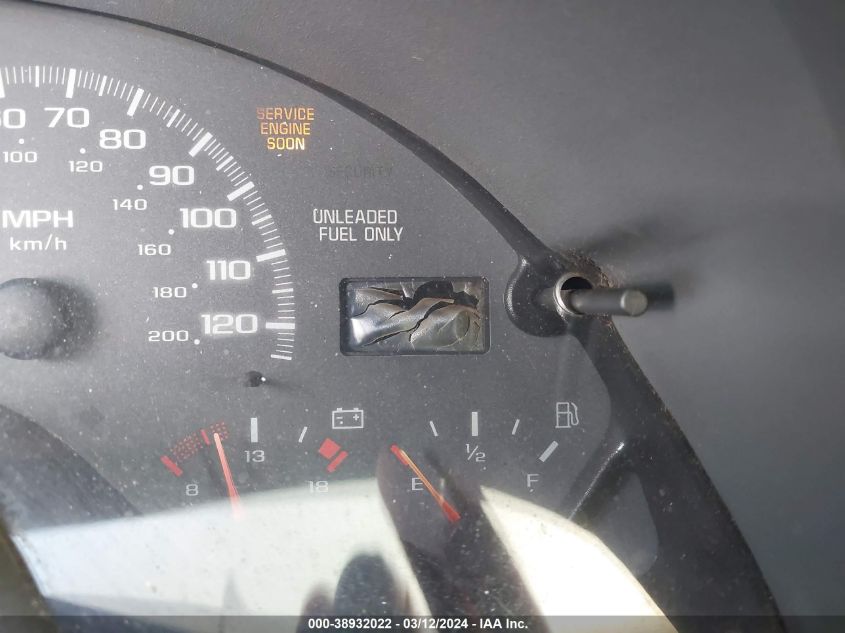 60 70 80 90 100 110 120
100 120 140 160 180 200
MPH
km/h
SERVICE
ENGINE
SOON
SECURITY
UNLEADED
FUEL ONLY
8 13 18
E 1/2 F
000-38932022 - 03/12/2024 - IAA Inc.